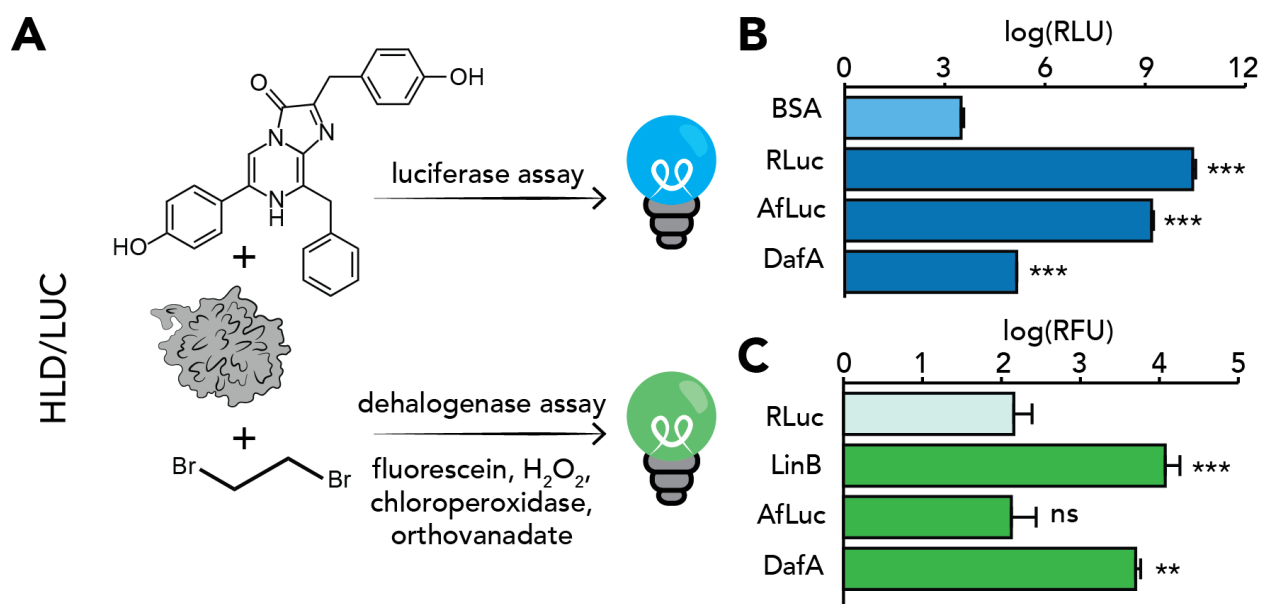 A
O
OH
N
N
N
H
HO
+
HLD/LUC
+
Br
Br
luciferase assay
dehalogenase assay
fluorescein, H₂O₂,
chloroperoxidase,
orthovanadate
B
log(RLU)
0 3 6 9 12
BSA
RLuc ***
AfLuc ***
DafA ***
C
log(RFU)
0 1 2 3 4 5
RLuc
LinB ***
AfLuc ns
DafA **